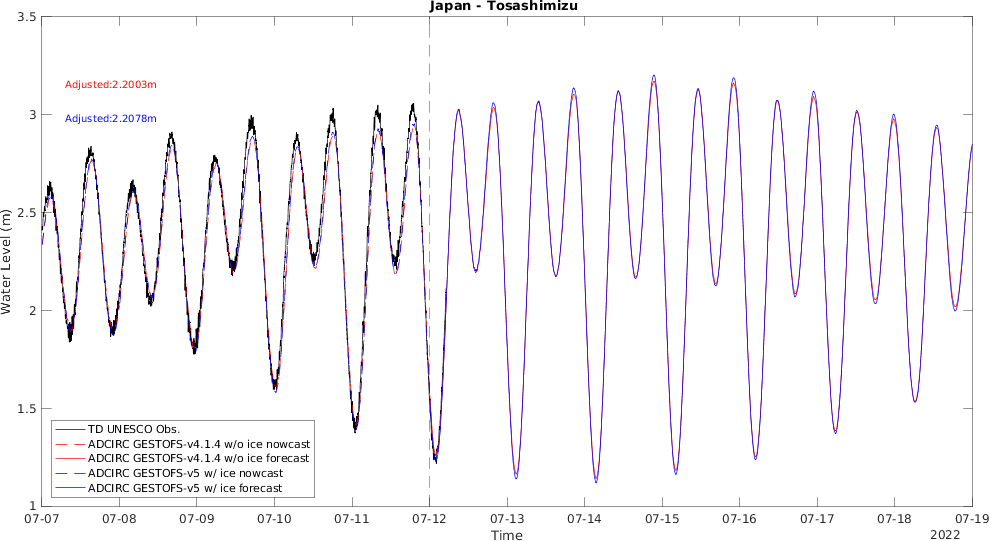 Japan - Tosashimizu
3.5
3
2.5
2
1.5
1
Water Level (m)
Adjusted:2.2003m
Adjusted:2.2078m
TD UNESCO Obs.
ADCIRC GESTOFS-v4.1.4 w/o ice nowcast
ADCIRC GESTOFS-v4.1.4 w/o ice forecast
ADCIRC GESTOFS-v5 w/ ice nowcast
ADCIRC GESTOFS-v5 w/ ice forecast
07-07 07-08 07-09 07-10 07-11 07-12 07-13 07-14 07-15 07-16 07-17 07-18 07-19
Time
2022